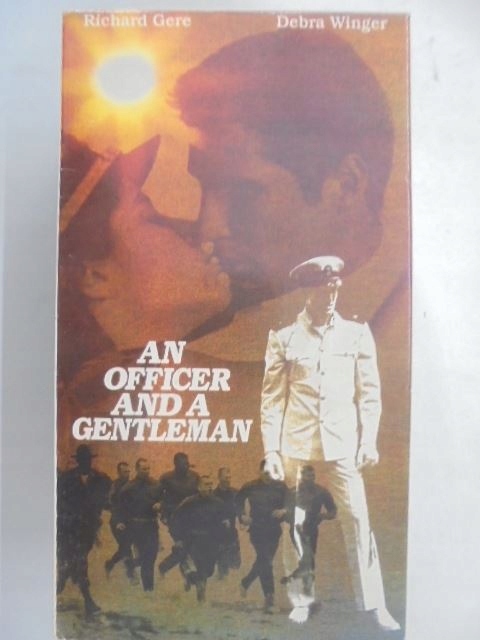 Richard Gere
Debra Winger
AN
OFFICER
AND A
GENTLEMAN